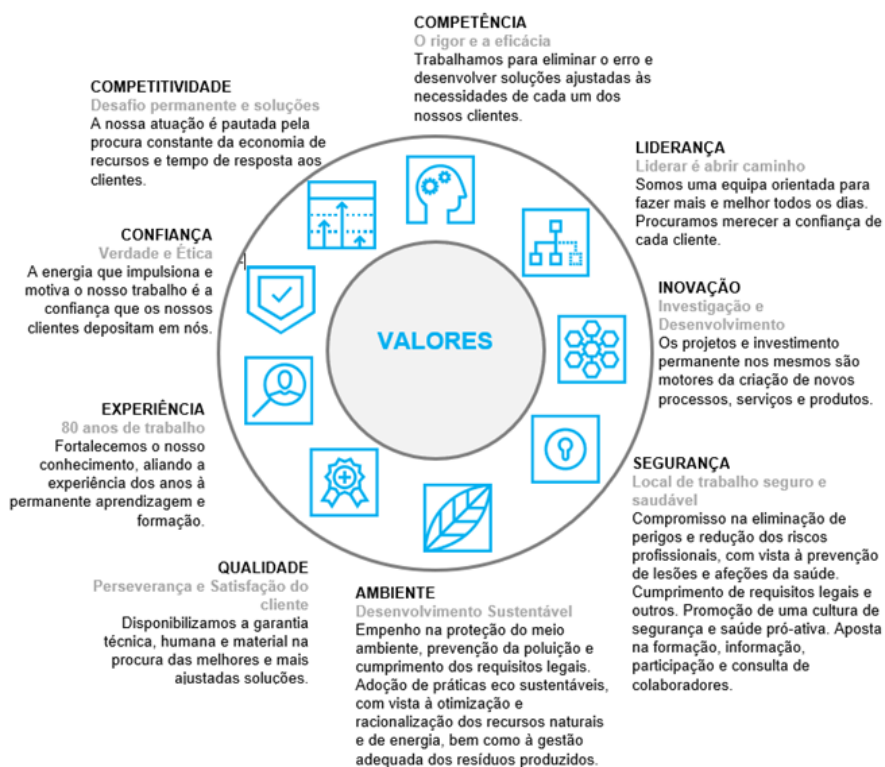 COMPETÊNCIA
O rigor e a eficácia
Trabalhamos para eliminar o erro e
desenvolver soluções ajustadas às
necessidades de cada um dos
nossos clientes.
COMPETITIVIDADE
Desafio permanente e soluções
A nossa atuação é pautada pela
procura constante da economia de
recursos e tempo de resposta aos
clientes.
LIDERANÇA
Liderar é abrir caminho
Somos uma equipa orientada para
fazer mais e melhor todos os dias.
Procuramos merecer a confiança de
cada cliente.
CONFIANÇA
Verdade e Ética
A energia que impulsiona e
motiva o nosso trabalho é a
confiança que os nossos
clientes depositam em nós.
INOVAÇÃO
Investigação e
Desenvolvimento
Os projetos e investimento
permanente nos mesmos são
motores da criação de novos
processos, serviços e produtos.
VALORES
EXPERIÊNCIA
80 anos de trabalho
Fortalecemos o nosso
conhecimento, aliando a
experiência dos anos à
permanente aprendizagem e
formação.
SEGURANÇA
Local de trabalho seguro e
saudável
Compromisso na eliminação de
perigos e redução dos riscos
profissionais, com vista à prevenção
de lesões e afeções da saúde.
Cumprimento de requisitos legais e
outros. Promoção de uma cultura de
segurança e saúde pró-ativa. Aposta
na formação, informação,
participação e consulta de
colaboradores.
QUALIDADE
Perseverança e Satisfação do
cliente
Disponibilizamos a garantia
técnica, humana e material na
procura das melhores e mais
ajustadas soluções.
AMBIENTE
Desenvolvimento Sustentável
Empenho na proteção do meio
ambiente, prevenção da poluição e
cumprimento dos requisitos legais.
Adoção de práticas eco sustentáveis,
com vista à otimização e
racionalização dos recursos naturais
e de energia, bem como à gestão
adequada dos resíduos produzidos.